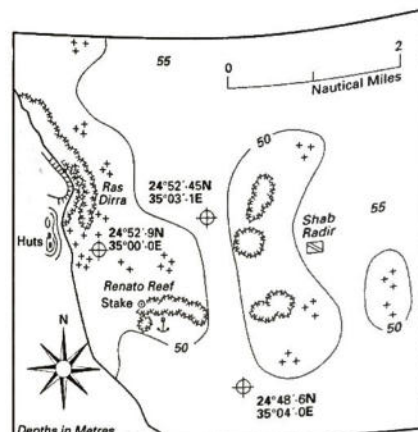 55
0
2
Nautical Miles
50
Ras
Dirra
24°52'·45N
35°03'·1E
Shab
Radir
55
Huts
24°52'·9N
35°00'·0E
Renato Reef
Stake
50
50
N
24°48'·6N
35°04'·0E
Depths in Metres